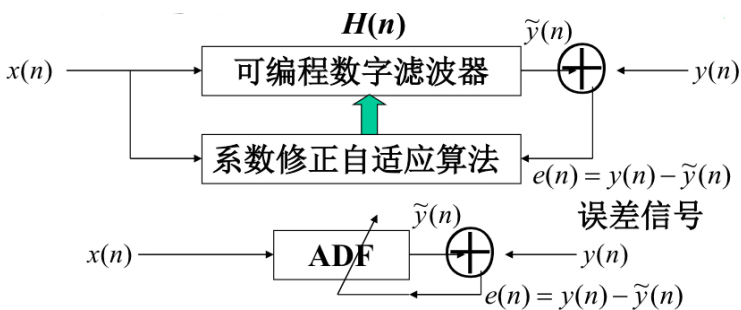 H(n)
ỹ(n)
x(n) 可编程数字滤波器 y(n)
系数修正自适应算法
e(n) = y(n) − ỹ(n)
误差信号
ỹ(n)
x(n) ADF y(n)
e(n) = y(n) − ỹ(n)